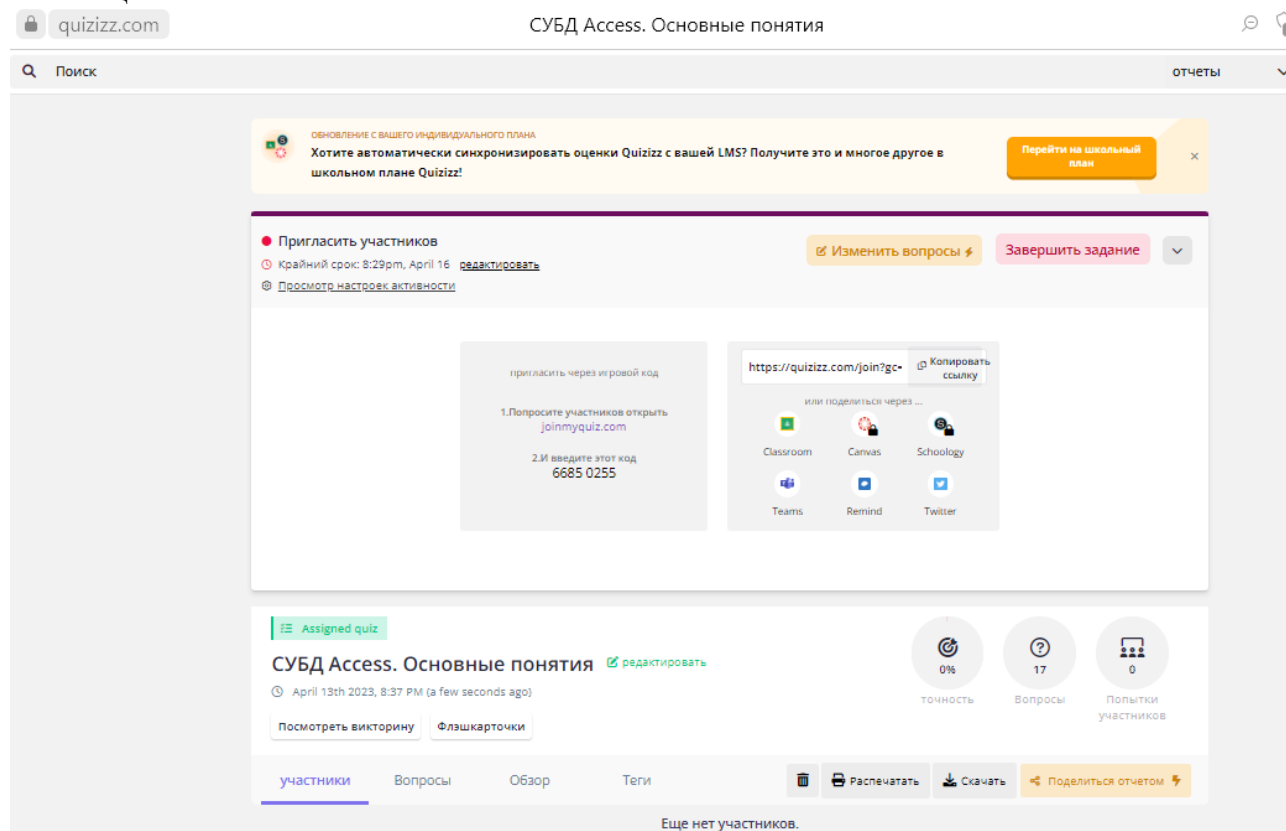 quizizz.com
СУБД Access. Основные понятия
Поиск
отчеты
ОБНОВЛЕНИЕ С ВАШЕГО ИНДИВИДУАЛЬНОГО ПЛАНА
Хотите автоматически синхронизировать оценки Quizizz с вашей LMS? Получите это и многое другое в
школьном плане Quizizz!
Перейти на школьный
план
Пригласить участников
Крайний срок: 8:29pm, April 16 редактировать
Просмотр настроек активности
Изменить вопросы
Завершить задание
пригласить через игровой код
1.Попросите участников открыть
joinmyquiz.com
2.И введите этот код
6685 0255
https://quizizz.com/join?gc=
Копировать
ссылку
или поделиться через ...
Classroom
Canvas
Schoology
Teams
Remind
Twitter
Assigned quiz
СУБД Access. Основные понятия редактировать
April 13th 2023, 8:37 PM (a few seconds ago)
Посмотреть викторину
Флэшкарточки
0%
точность
17
Вопросы
0
Попытки
участников
участники
Вопросы
Обзор
Теги
Распечатать
Скачать
Поделиться отчетом
Еще нет участников.